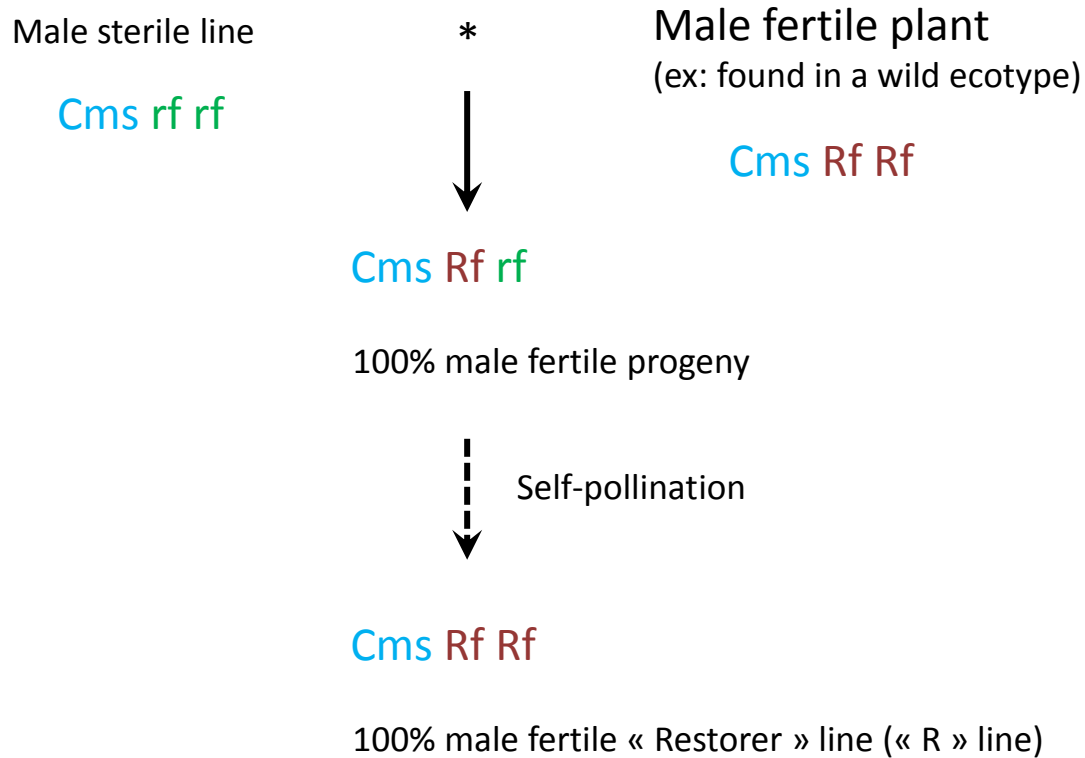 Male sterile line
*
Male fertile plant
(ex: found in a wild ecotype)
Cms rf rf
Cms Rf Rf
Cms Rf rf
100% male fertile progeny
Self-pollination
Cms Rf Rf
100% male fertile « Restorer » line (« R » line)